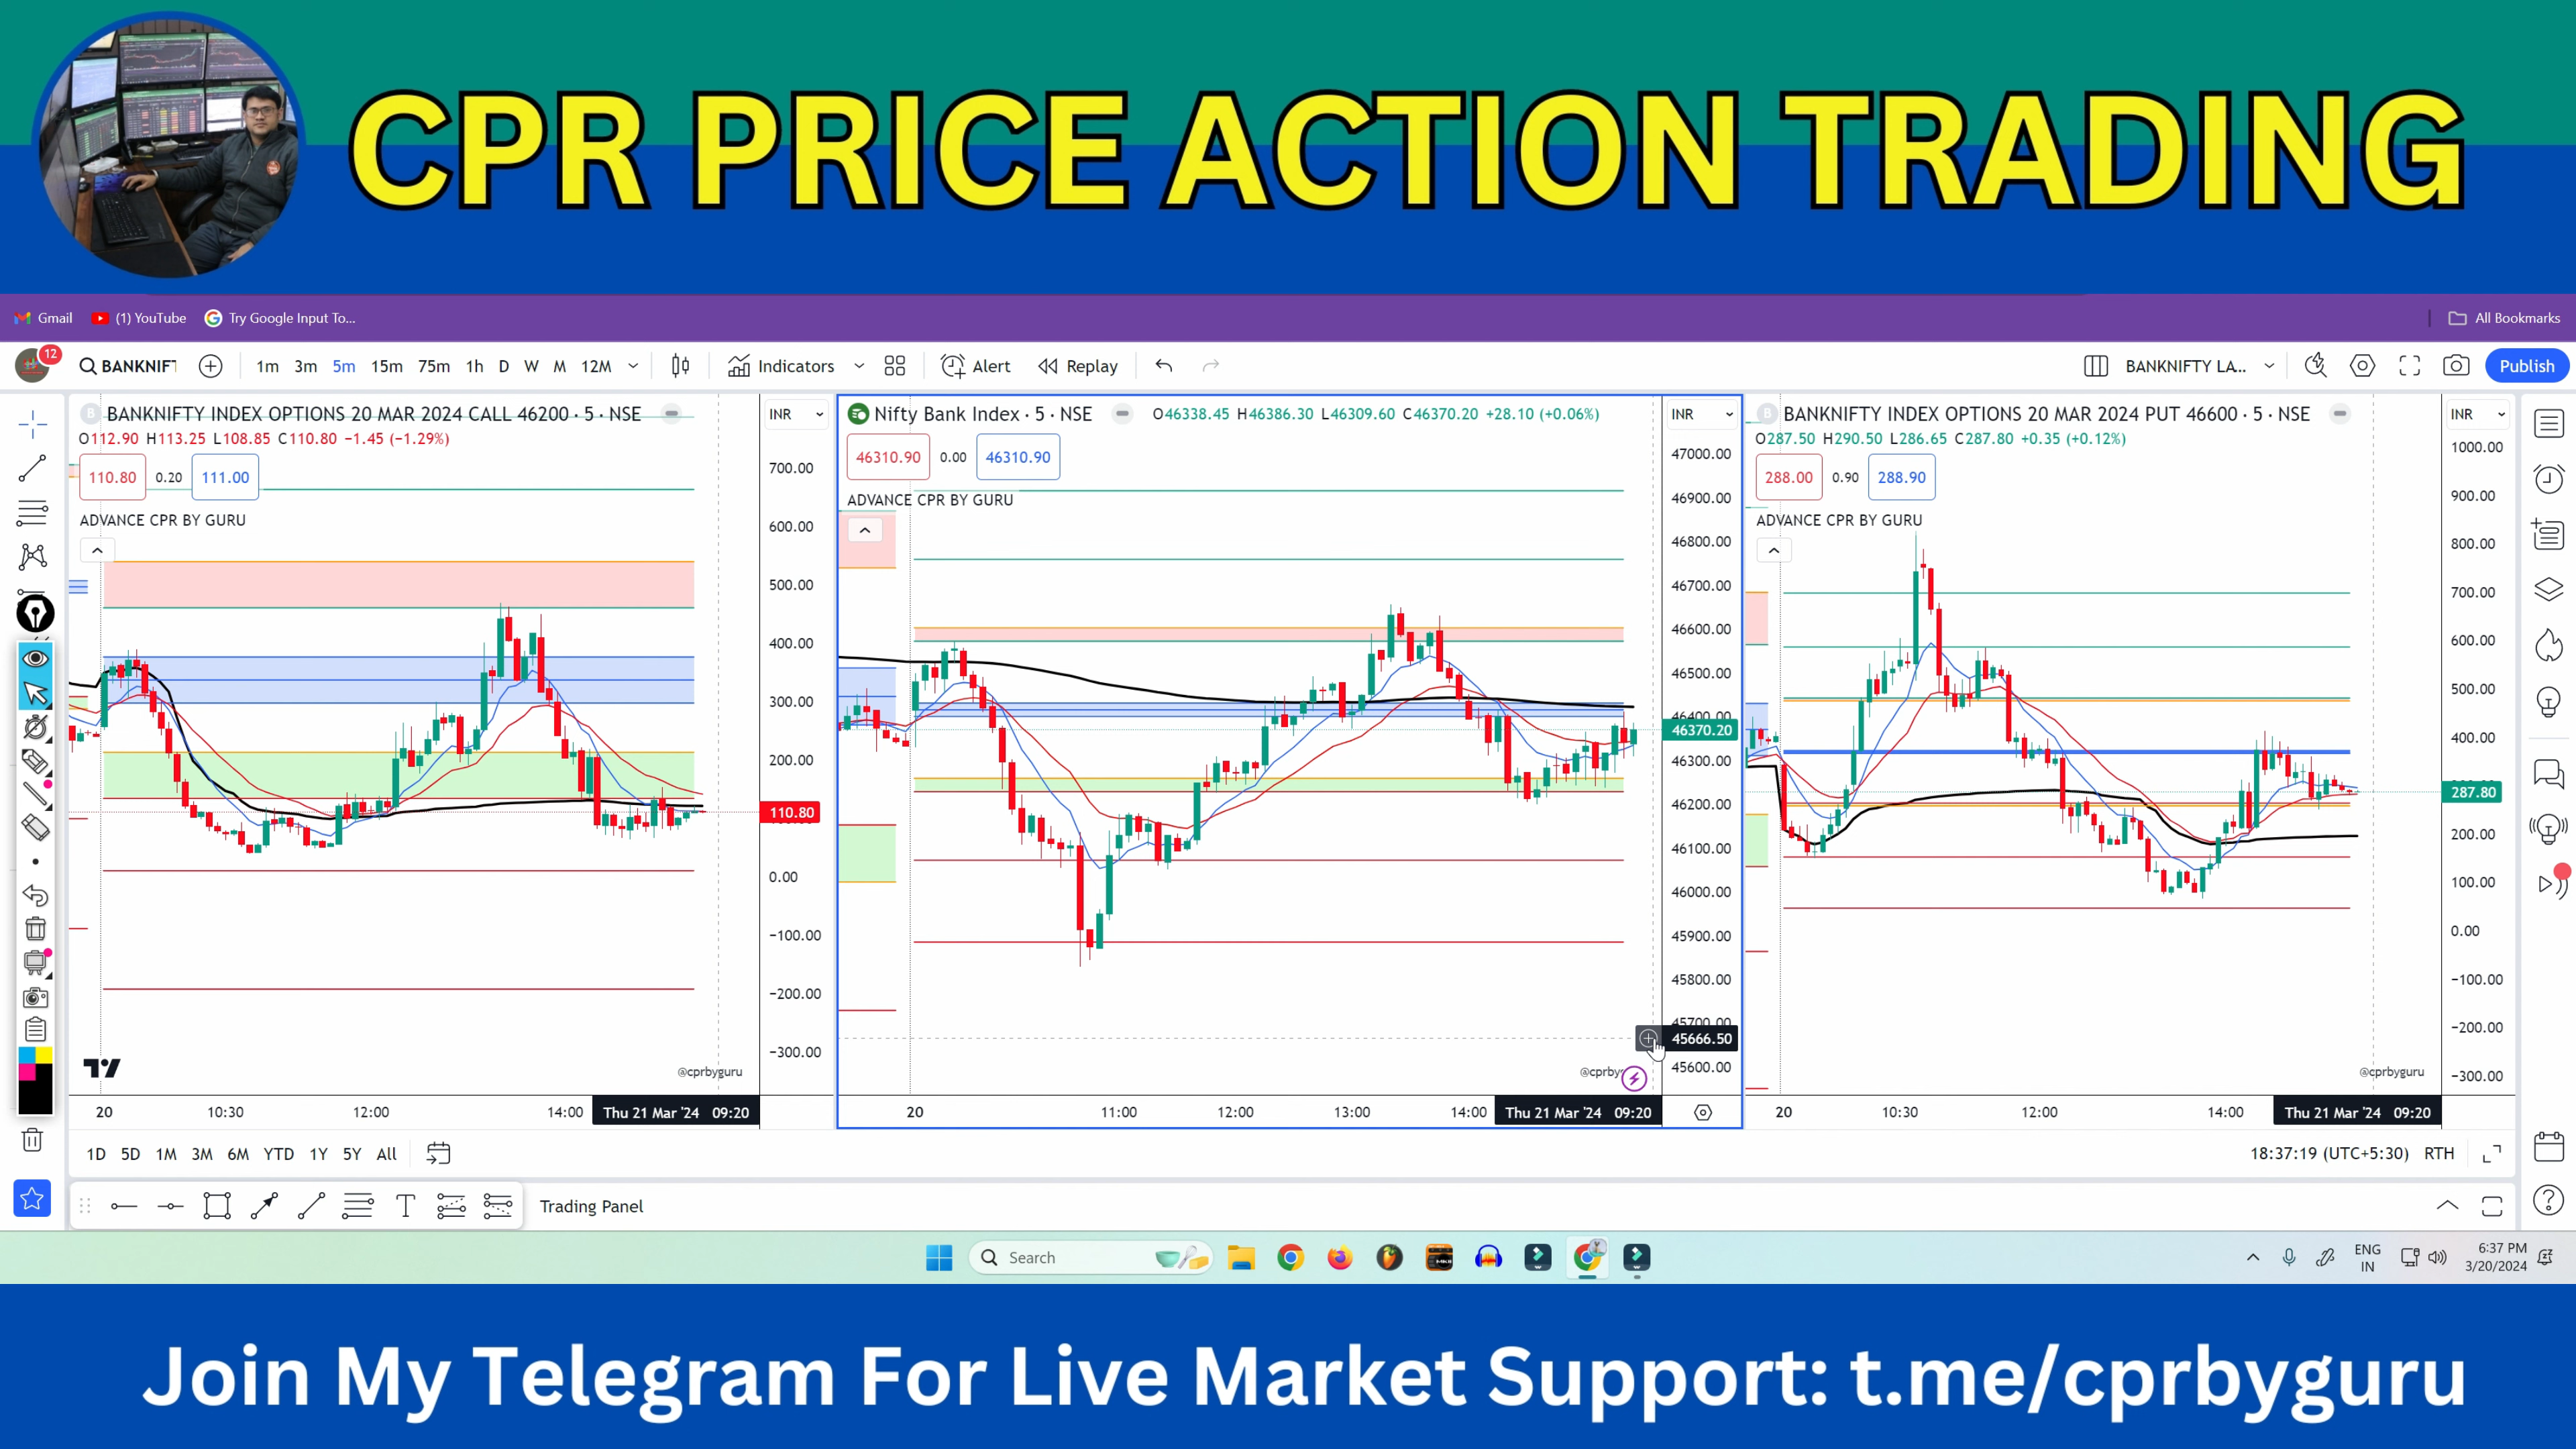 CPR PRICE ACTION TRADING
Gmail (1) YouTube Try Google Input To... All Bookmarks
12 BANKNIFT 1m 3m 5m 15m 75m 1h D W M 12M Indicators Alert Replay BANKNIFTY LA... Publish
BANKNIFTY INDEX OPTIONS 20 MAR 2024 CALL 46200 · 5 · NSE INR
O112.90 H113.25 L108.85 C110.80 −1.45 (−1.29%)
110.80 0.20 111.00
ADVANCE CPR BY GURU
700.00
600.00
500.00
400.00
300.00
200.00
110.80
0.00
−100.00
−200.00
−300.00
@cprbyguru
20 10:30 12:00 14:00 Thu 21 Mar '24 09:20
Nifty Bank Index · 5 · NSE O46338.45 H46386.30 L46309.60 C46370.20 +28.10 (+0.06%) INR
46310.90 0.00 46310.90
ADVANCE CPR BY GURU
47000.00
46900.00
46800.00
46700.00
46600.00
46500.00
46400.00
46370.20
46300.00
46200.00
46100.00
46000.00
45900.00
45800.00
45700.00
45666.50
45600.00
@cprby
20 11:00 12:00 13:00 14:00 Thu 21 Mar '24 09:20
BANKNIFTY INDEX OPTIONS 20 MAR 2024 PUT 46600 · 5 · NSE INR
O287.50 H290.50 L286.65 C287.80 +0.35 (+0.12%)
288.00 0.90 288.90
ADVANCE CPR BY GURU
1000.00
900.00
800.00
700.00
600.00
500.00
400.00
287.80
200.00
100.00
0.00
−100.00
−200.00
−300.00
@cprbyguru
20 10:30 12:00 14:00 Thu 21 Mar '24 09:20
1D 5D 1M 3M 6M YTD 1Y 5Y All 18:37:19 (UTC+5:30) RTH
Trading Panel
Search ENG IN 6:37 PM 3/20/2024
Join My Telegram For Live Market Support: t.me/cprbyguru